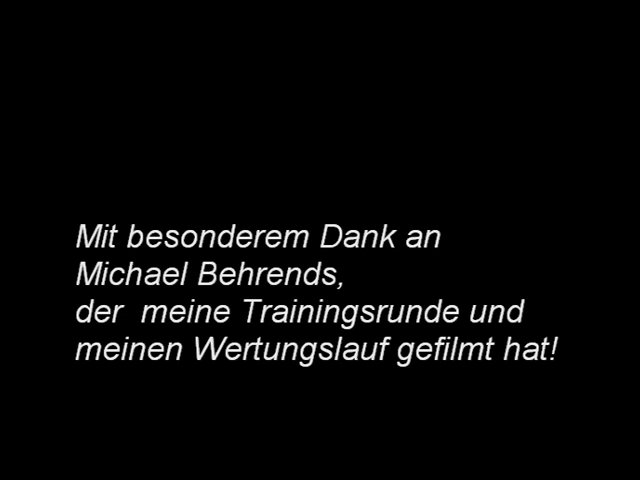 Mit besonderem Dank an
Michael Behrends,
der  meine Trainingsrunde und
meinen Wertungslauf gefilmt hat!